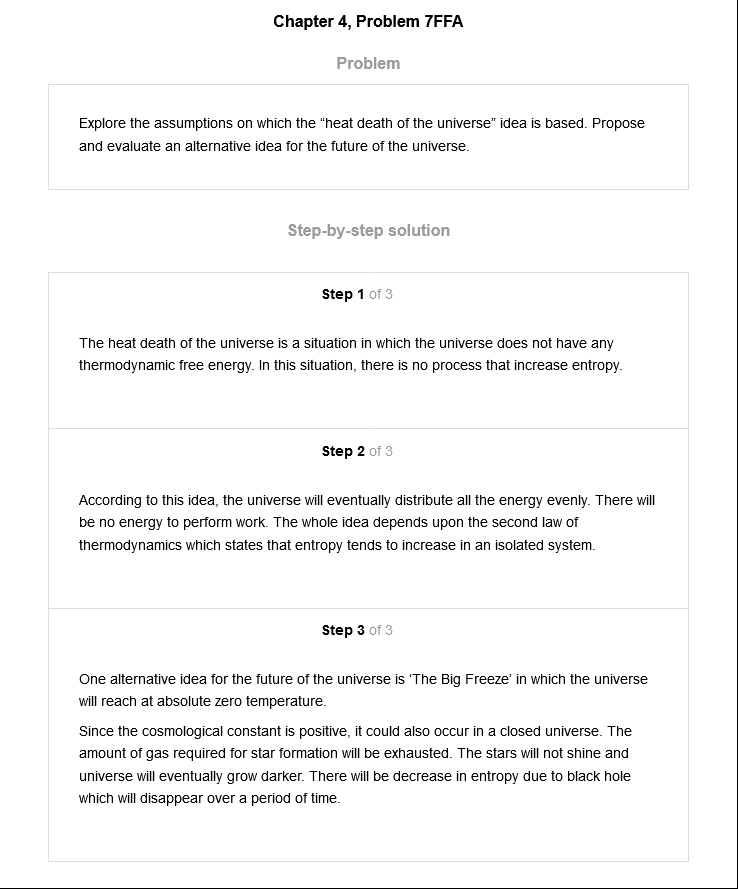 Chapter 4, Problem 7FFA
Problem
Explore the assumptions on which the “heat death of the universe” idea is based. Propose
and evaluate an alternative idea for the future of the universe.
Step-by-step solution
Step 1 of 3
The heat death of the universe is a situation in which the universe does not have any
thermodynamic free energy. In this situation, there is no process that increase entropy.
Step 2 of 3
According to this idea, the universe will eventually distribute all the energy evenly. There will
be no energy to perform work. The whole idea depends upon the second law of
thermodynamics which states that entropy tends to increase in an isolated system.
Step 3 of 3
One alternative idea for the future of the universe is ‘The Big Freeze’ in which the universe
will reach at absolute zero temperature.
Since the cosmological constant is positive, it could also occur in a closed universe. The
amount of gas required for star formation will be exhausted. The stars will not shine and
universe will eventually grow darker. There will be decrease in entropy due to black hole
which will disappear over a period of time.